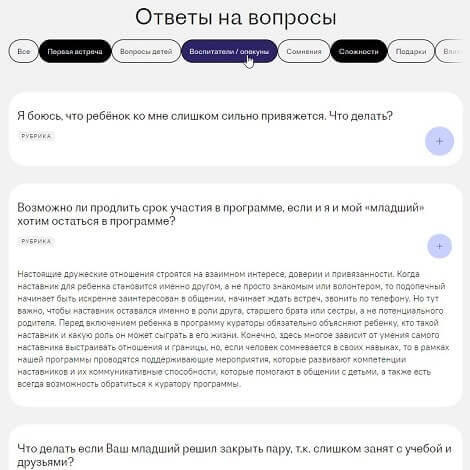 Ответы на вопросы
Все Первая встреча Вопросы детей Воспитатели / опекуны Сомнения Сложности Подарки
Я боюсь, что ребёнок ко мне слишком сильно привяжется. Что делать?
РУБРИКА
Возможно ли продлить срок участия в программе, если и я и мой «младший»
хотим остаться в программе?
РУБРИКА
Настоящие дружеские отношения строятся на взаимном интересе, доверии и привязанности. Когда
наставник для ребенка становится именно другом, а не просто знакомым или волонтером, то подопечный
начинает быть искренне заинтересован в общении, начинает ждать встреч, звонить по телефону. Но тут
важно, чтобы наставник оставался именно в роли друга, старшего брата или сестры, а не потенциального
родителя. Перед включением ребенка в программу кураторы обязательно объясняют ребенку, кто такой
наставник и какую роль он может сыграть в его жизни. Конечно, здесь многое зависит от умения самого
наставника выстраивать отношения и границы, но, если человек сомневается в своих навыках, то в рамках
нашей программы проводятся поддерживающие мероприятия, которые развивают компетенции
наставников и их коммуникативные способности, которые помогают в общении с детьми, а также есть
всегда возможность обратиться к куратору программы.
Что делать если Ваш младший решил закрыть пару, т.к. слишком занят с учебой и
друзьями?